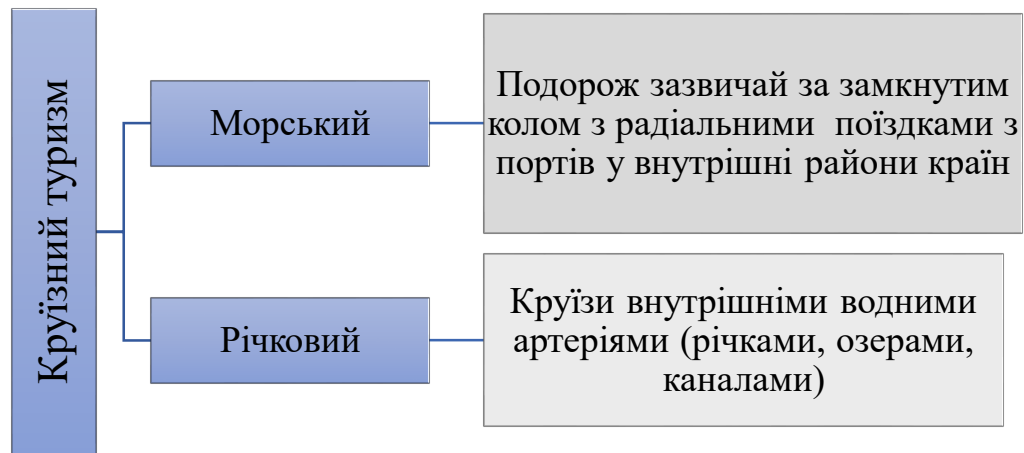 Круїзний туризм
Морський
Подорож зазвичай за замкнутим
колом з радіальними поїздками з
портів у внутрішні райони країн
Річковий
Круїзи внутрішніми водними
артеріями (річками, озерами,
каналами)